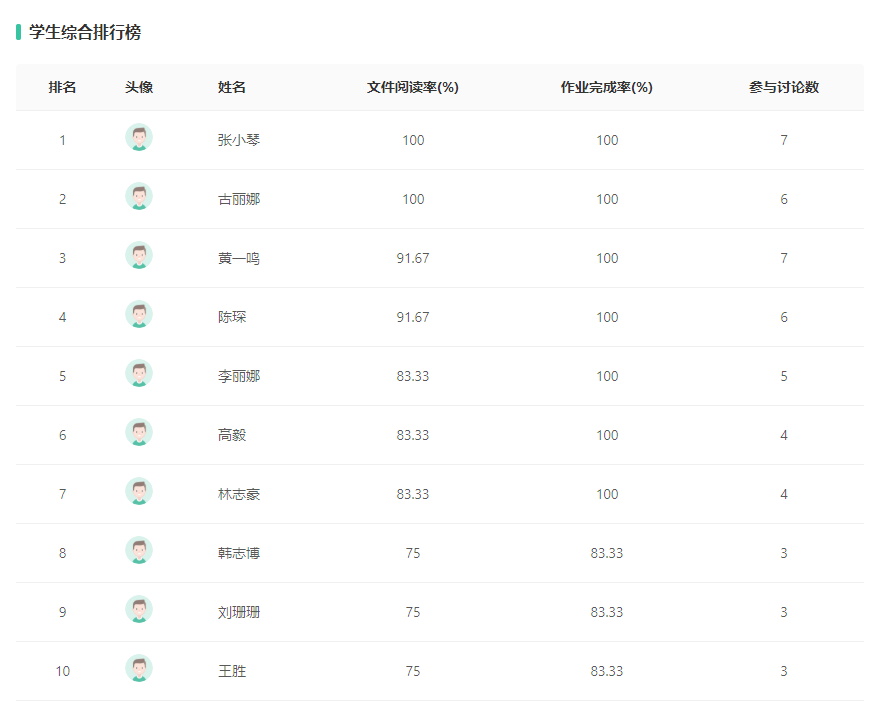 学生综合排行榜
排名 头像 姓名 文件阅读率(%) 作业完成率(%) 参与讨论数
1 张小琴 100 100 7
2 古丽娜 100 100 6
3 黄一鸣 91.67 100 7
4 陈琛 91.67 100 6
5 李丽娜 83.33 100 5
6 高毅 83.33 100 4
7 林志豪 83.33 100 4
8 韩志博 75 83.33 3
9 刘珊珊 75 83.33 3
10 王胜 75 83.33 3